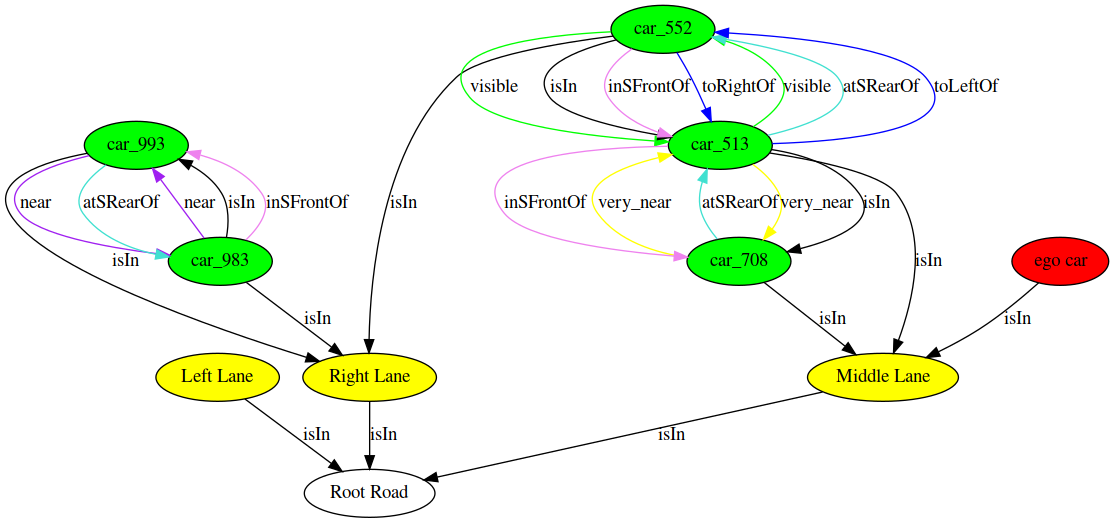 car_552
visible
isIn
inSFrontOf
toRightOf
visible
atSRearOf
toLeftOf
car_993
car_513
near
atSRearOf
near
isIn
inSFrontOf
isIn
inSFrontOf
very_near
atSRearOf
very_near
isIn
isIn
isIn
car_983
car_708
ego car
isIn
isIn
isIn
Left Lane
Right Lane
Middle Lane
isIn
isIn
isIn
Root Road